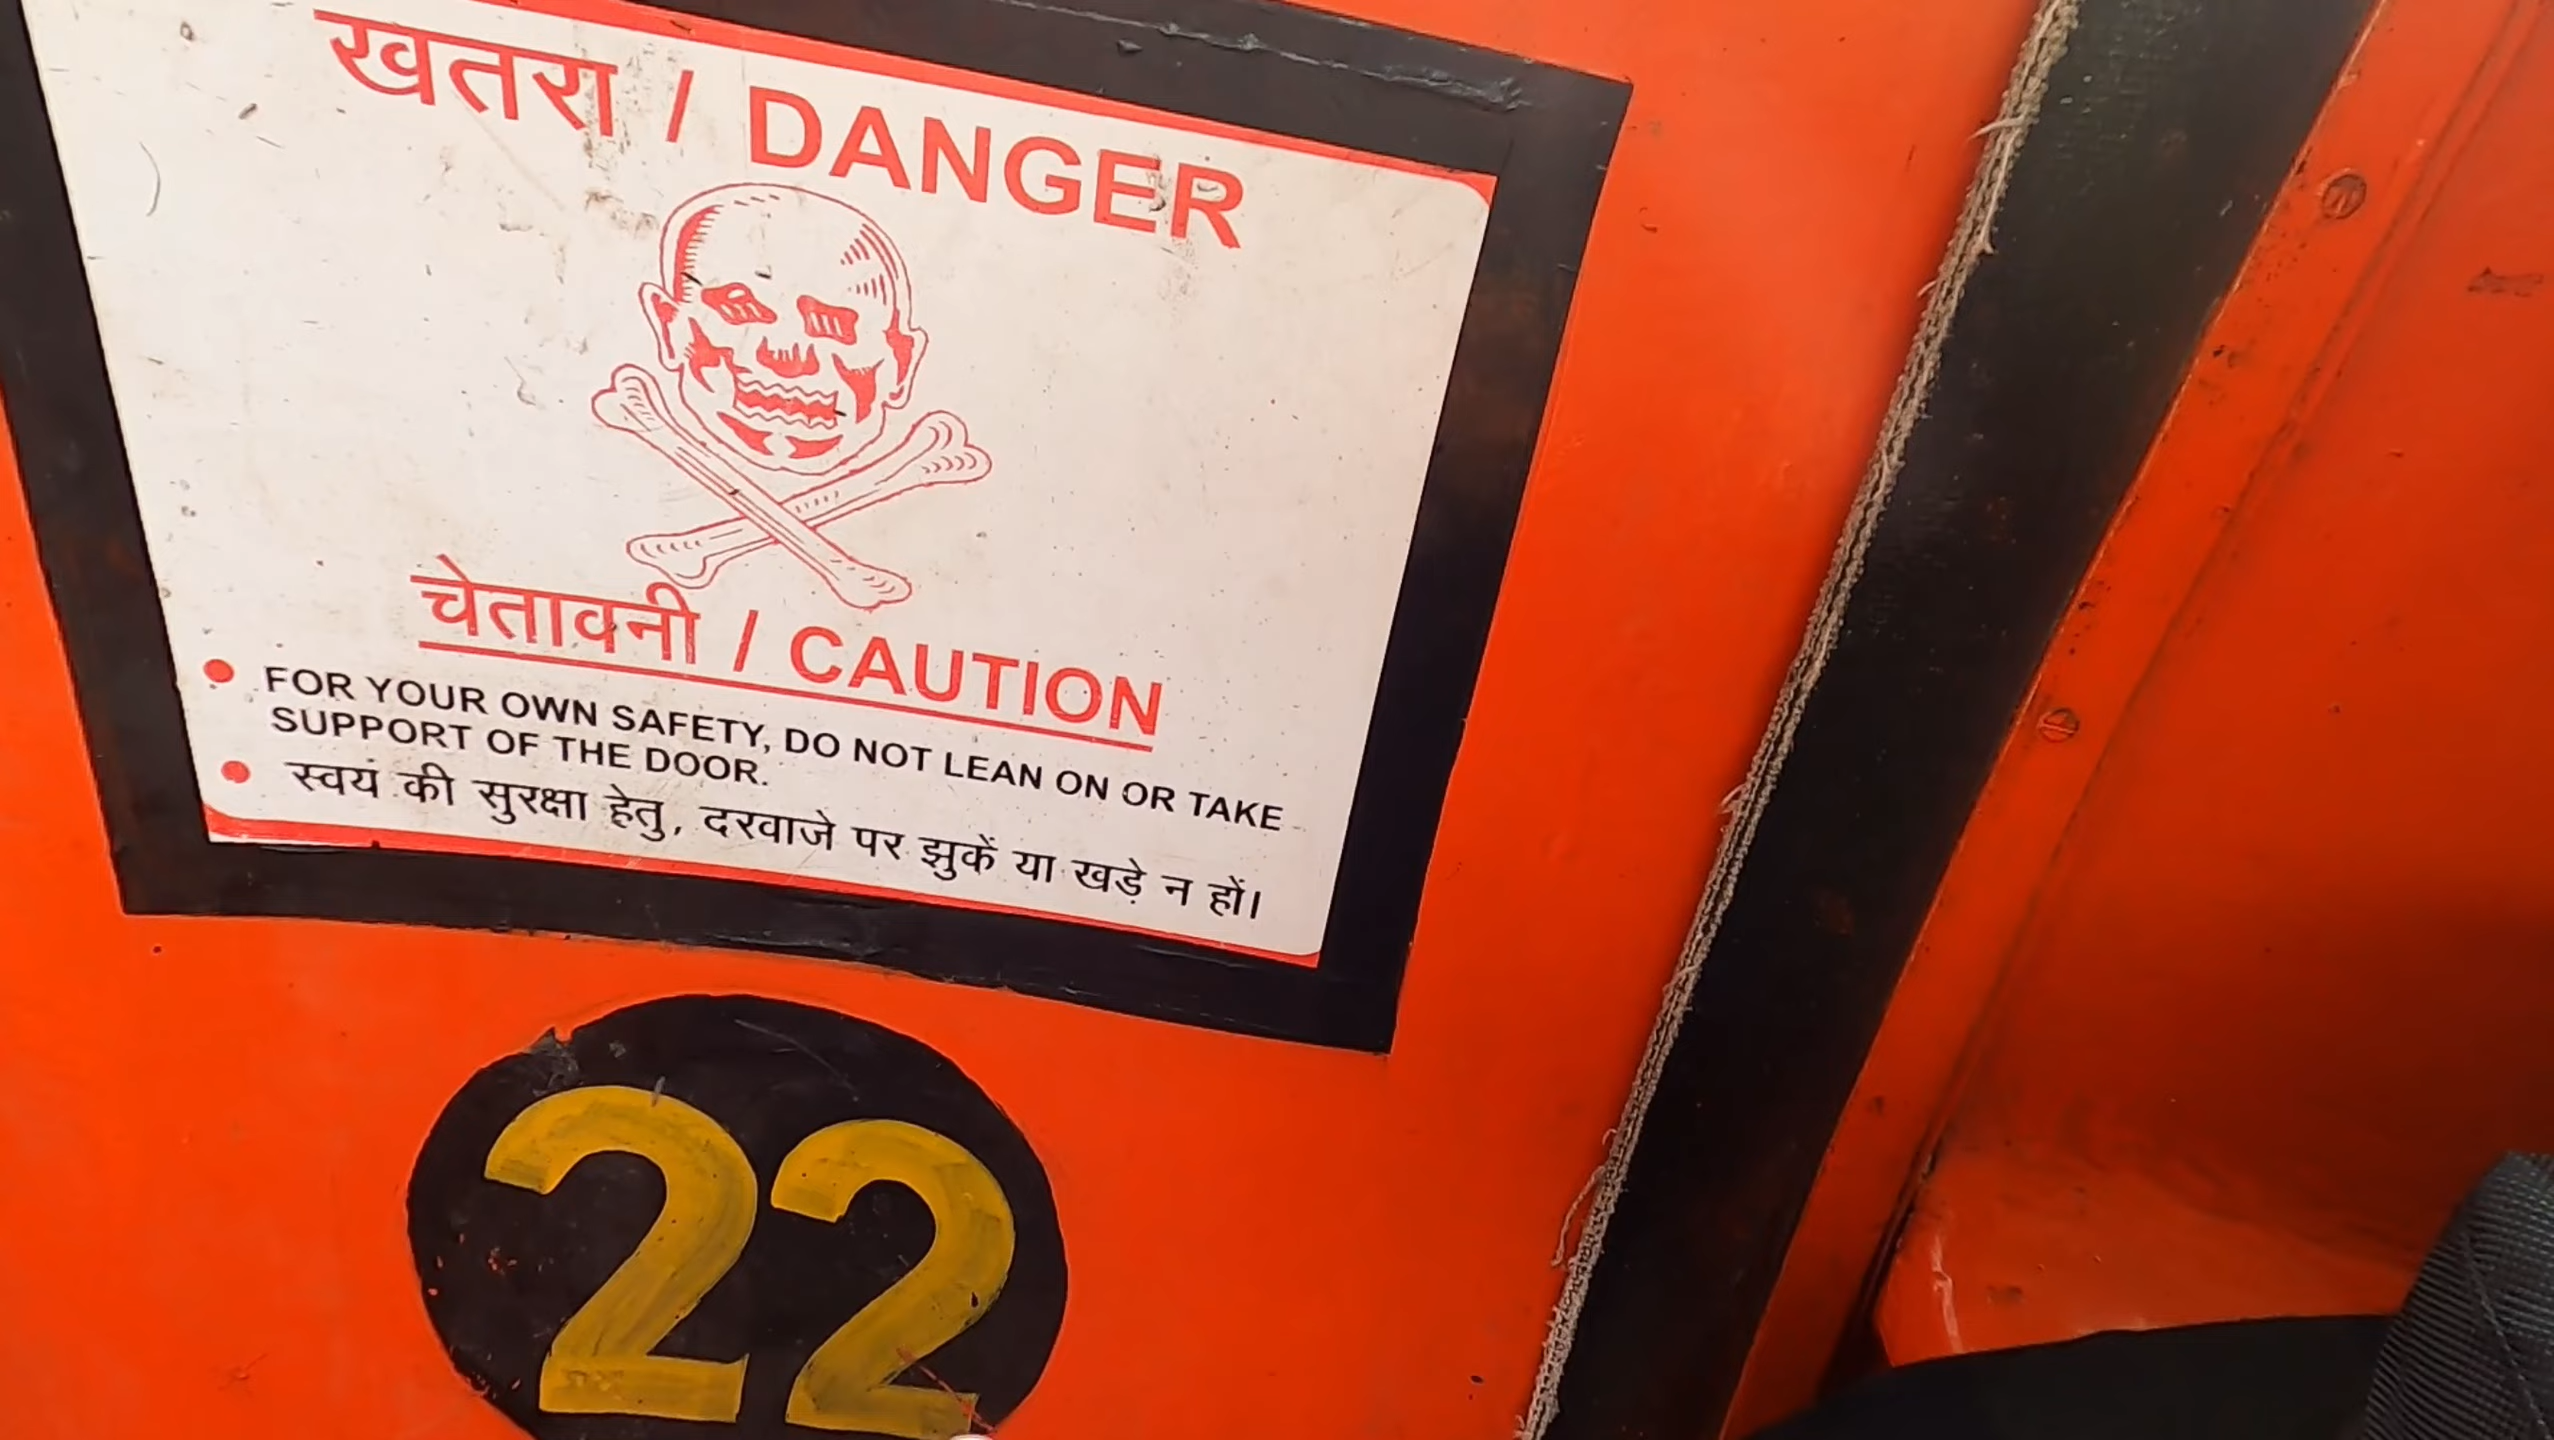 खतरा / DANGER
चेतावनी / CAUTION
FOR YOUR OWN SAFETY, DO NOT LEAN ON OR TAKE
SUPPORT OF THE DOOR.
स्वयं की सुरक्षा हेतु, दरवाजे पर झुकें या खड़े न हों।
22